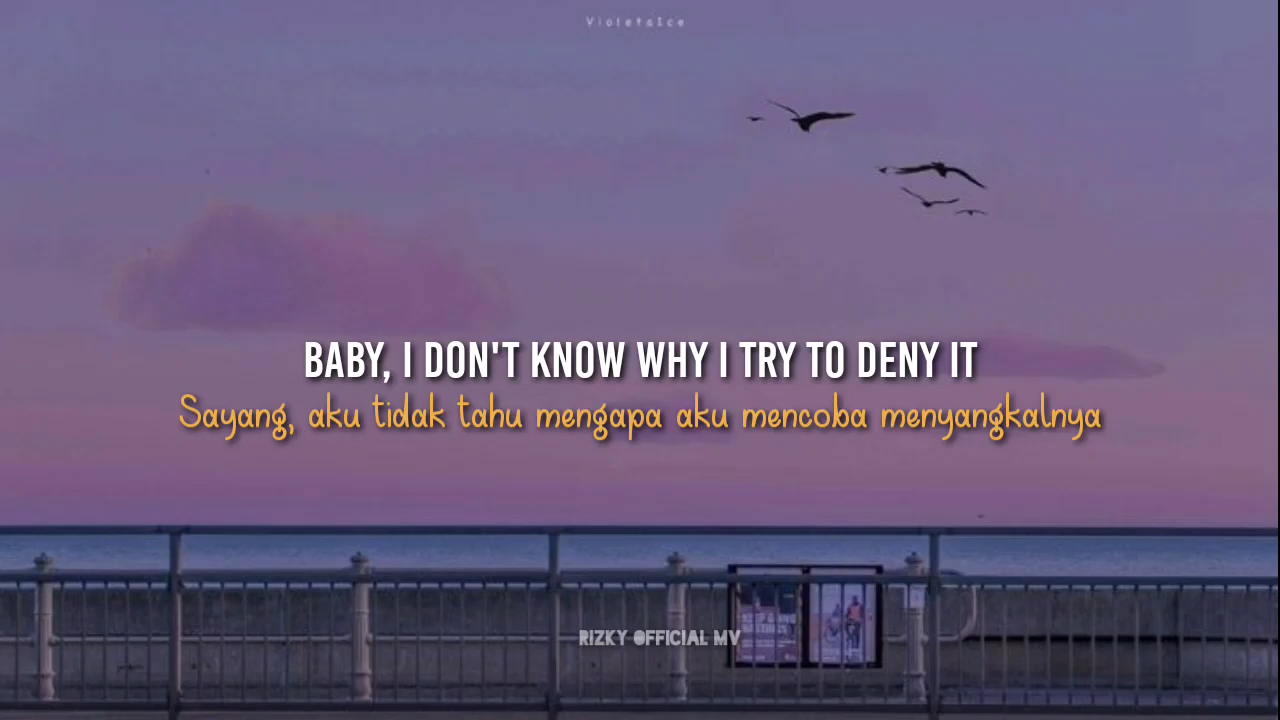 VioletsIce
BABY, I DON'T KNOW WHY I TRY TO DENY IT
Sayang, aku tidak tahu mengapa aku mencoba menyangkalnya
RIZKY OFFICIAL MV